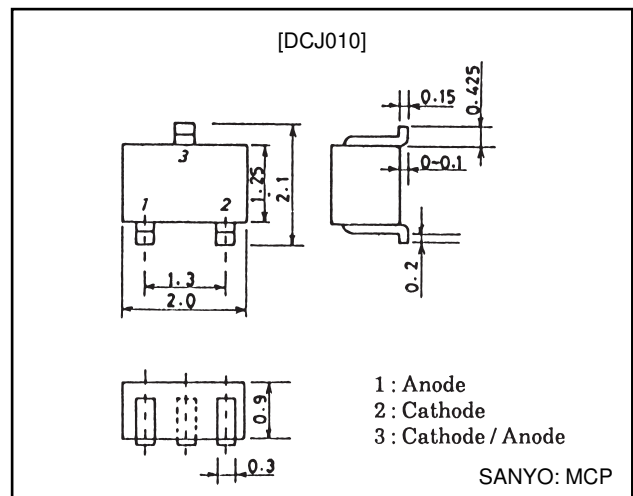 [DCJ010]
0.15
0.425
3
0~0.1
1.25
2.1
1
2
0.2
1.3
2.0
0.9
0.3
1 : Anode
2 : Cathode
3 : Cathode / Anode
SANYO: MCP